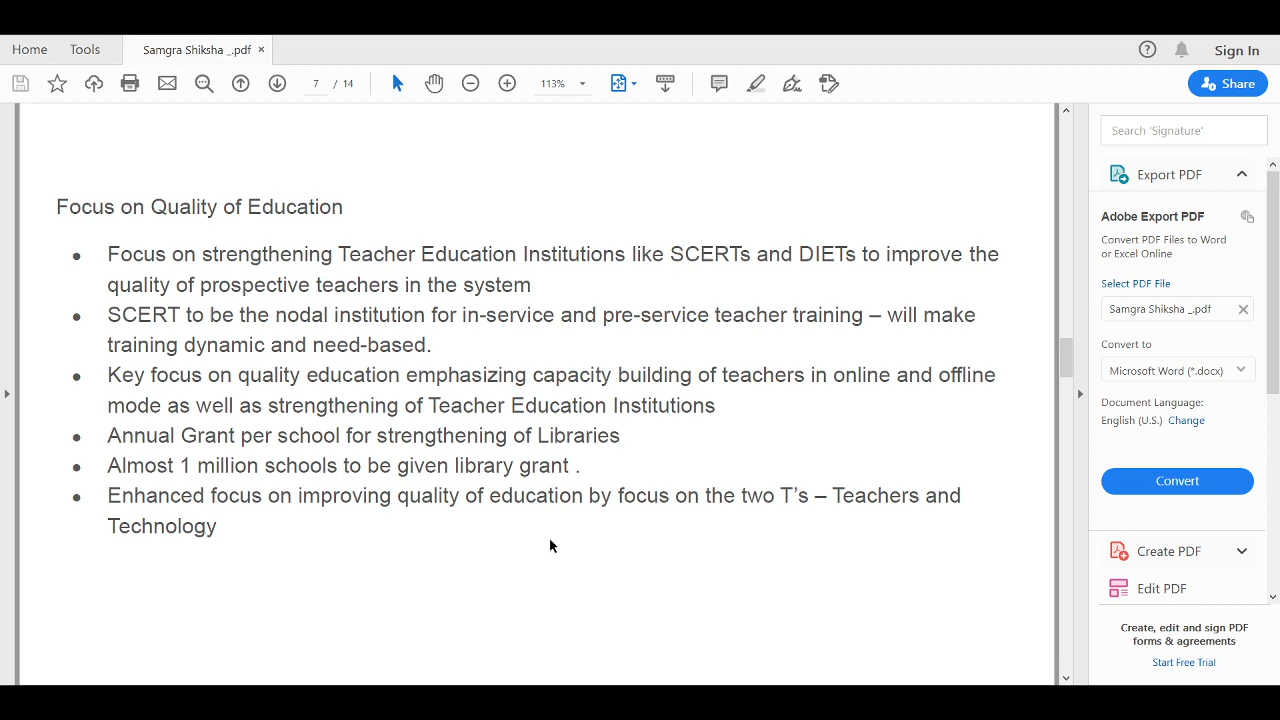 Home Tools Samgra Shiksha _.pdf × Sign In
7 / 14 113% Share
Search 'Signature'
Export PDF
Adobe Export PDF
Convert PDF Files to Word
or Excel Online
Select PDF File
Samgra Shiksha _.pdf
Convert to
Microsoft Word (*.docx)
Document Language:
English (U.S.) Change
Convert
Create PDF
Edit PDF
Create, edit and sign PDF
forms & agreements
Start Free Trial
Focus on Quality of Education
• Focus on strengthening Teacher Education Institutions like SCERTs and DIETs to improve the
quality of prospective teachers in the system
• SCERT to be the nodal institution for in-service and pre-service teacher training – will make
training dynamic and need-based.
• Key focus on quality education emphasizing capacity building of teachers in online and offline
mode as well as strengthening of Teacher Education Institutions
• Annual Grant per school for strengthening of Libraries
• Almost 1 million schools to be given library grant .
• Enhanced focus on improving quality of education by focus on the two T's – Teachers and
Technology